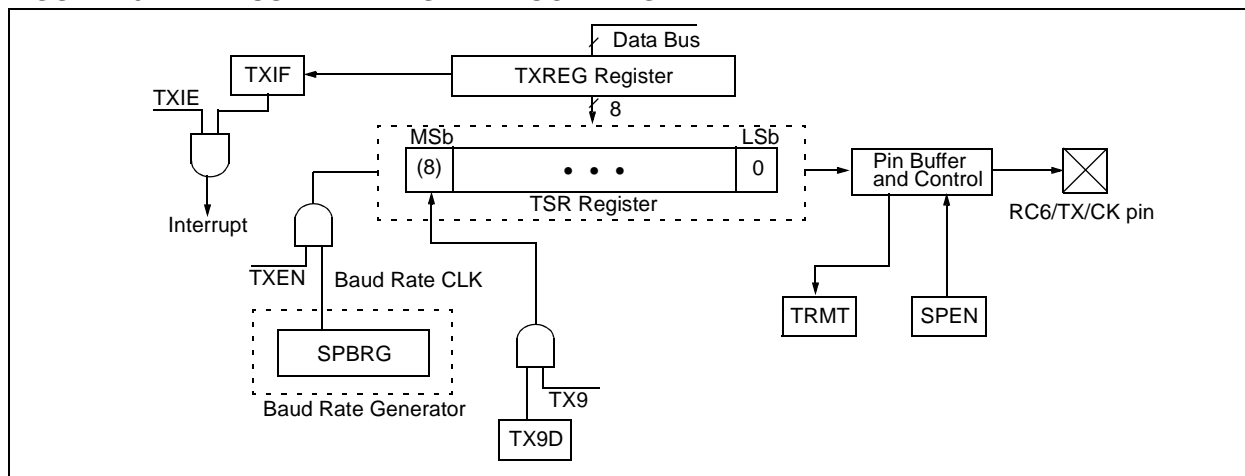 Data Bus
TXIF
TXREG Register
TXIE
8
MSb
LSb
(8)
• • •
0
Pin Buffer
and Control
TSR Register
Interrupt
RC6/TX/CK pin
TXEN
Baud Rate CLK
TRMT
SPEN
SPBRG
TX9
Baud Rate Generator
TX9D